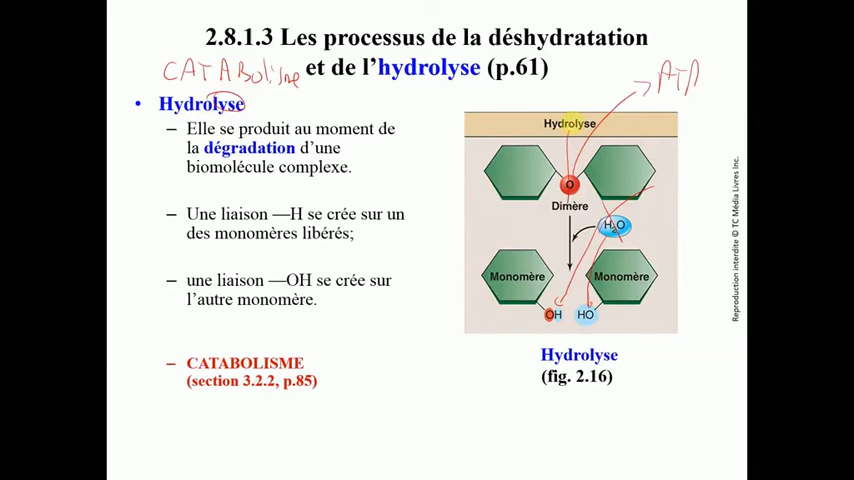 2.8.1.3 Les processus de la déshydratation
et de l’hydrolyse (p.61)
CATABolisme
ATP
• Hydrolyse
– Elle se produit au moment de
la dégradation d’une
biomolécule complexe.
– Une liaison —H se crée sur un
des monomères libérés;
– une liaison —OH se crée sur
l’autre monomère.
– CATABOLISME
(section 3.2.2, p.85)
Hydrolyse
O
Dimère
H₂O
Monomère
Monomère
OH
HO
Hydrolyse
(fig. 2.16)
Reproduction interdite © TC Média Livres Inc.